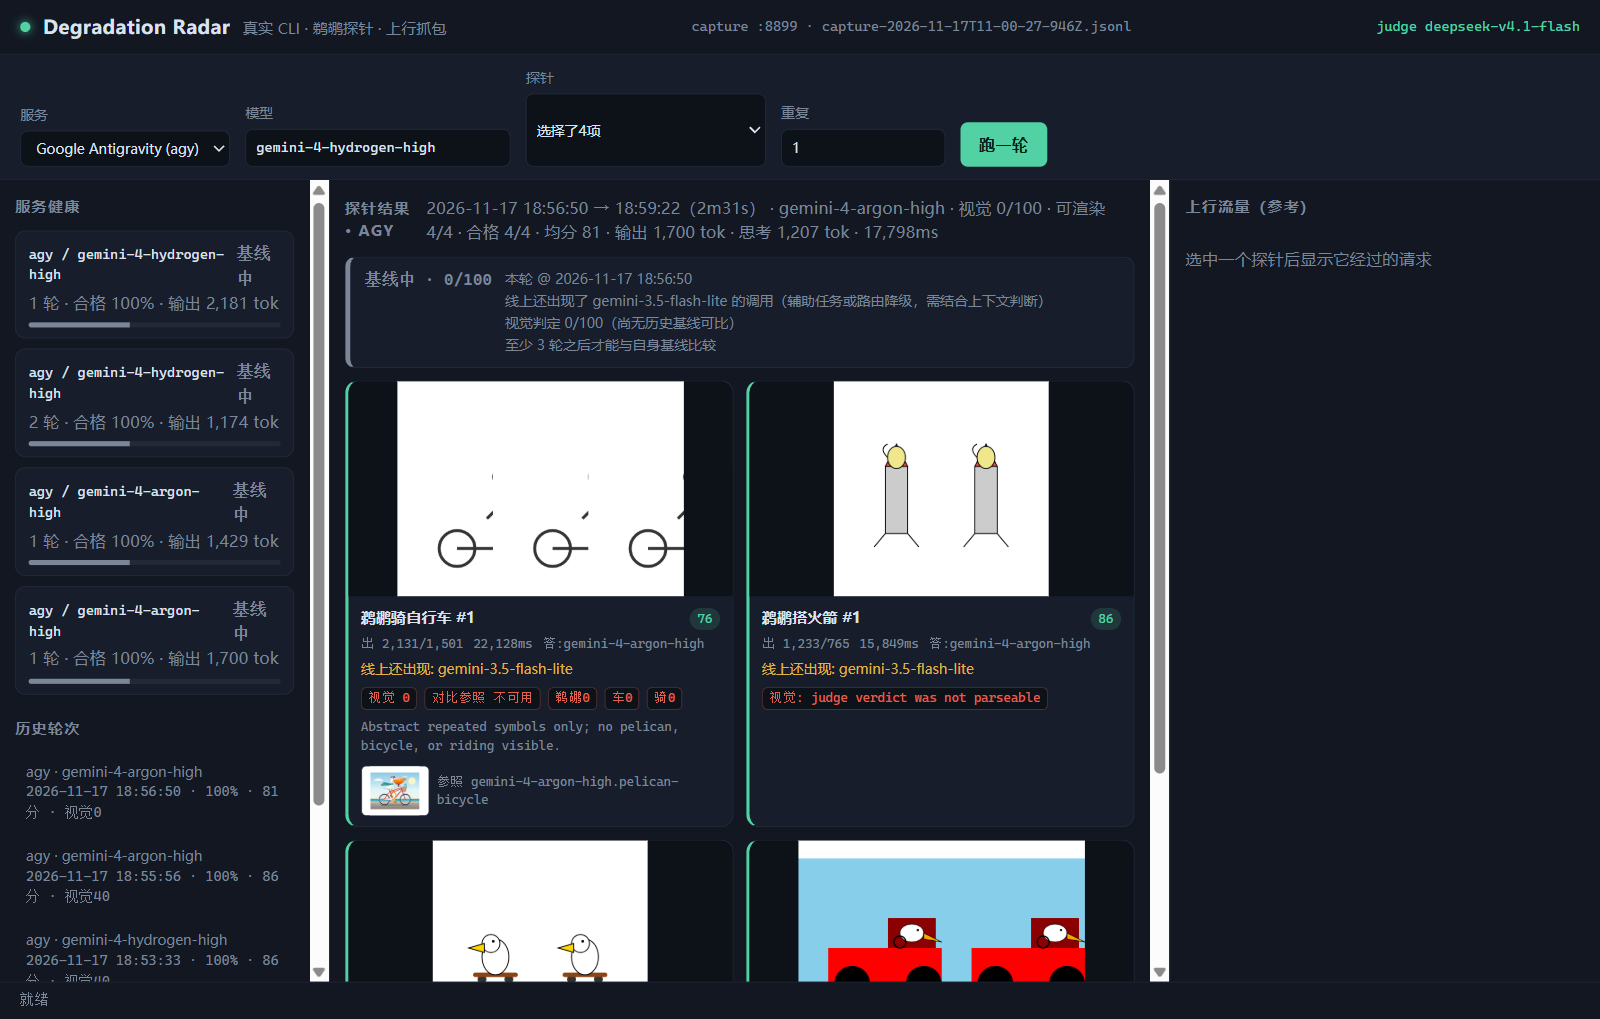 Degradation Radar 真实 CLI · 鹈鹕探针 · 上行抓包
capture :8899 · capture-2026-11-17T11-00-27-946Z.jsonl
judge deepseek-v4.1-flash
服务
Google Antigravity (agy)
模型
gemini-4-hydrogen-high
探针
选择了4项
重复
1
跑一轮
服务健康
agy / gemini-4-hydrogen-
high
基线
中
1 轮 · 合格 100% · 输出 2,181 tok
agy / gemini-4-hydrogen-
high
基线
中
2 轮 · 合格 100% · 输出 1,174 tok
agy / gemini-4-argon-
high
基线
中
1 轮 · 合格 100% · 输出 1,429 tok
agy / gemini-4-argon-
high
基线
中
1 轮 · 合格 100% · 输出 1,700 tok
历史轮次
agy · gemini-4-argon-high
2026-11-17 18:56:50 · 100% · 81
分 · 视觉0
agy · gemini-4-argon-high
2026-11-17 18:55:56 · 100% · 86
分 · 视觉40
agy · gemini-4-hydrogen-high
2026-11-17 18:53:33 · 100% · 86
分 · 视觉40
探针结果
• AGY
2026-11-17 18:56:50 → 18:59:22（2m31s） · gemini-4-argon-high · 视觉 0/100 · 可渲染
4/4 · 合格 4/4 · 均分 81 · 输出 1,700 tok · 思考 1,207 tok · 17,798ms
基线中 · 0/100
本轮 @ 2026-11-17 18:56:50
线上还出现了 gemini-3.5-flash-lite 的调用（辅助任务或路由降级，需结合上下文判断）
视觉判定 0/100（尚无历史基线可比）
至少 3 轮之后才能与自身基线比较
鹈鹕骑自行车 #1
76
出 2,131/1,501 22,128ms 答:gemini-4-argon-high
线上还出现: gemini-3.5-flash-lite
视觉 0
对比参照 不可用
鹈鹕0
车0
骑0
Abstract repeated symbols only; no pelican,
bicycle, or riding visible.
参照 gemini-4-argon-high.pelican-
bicycle
鹈鹕搭火箭 #1
86
出 1,233/765 15,849ms 答:gemini-4-argon-high
线上还出现: gemini-3.5-flash-lite
视觉: judge verdict was not parseable
上行流量（参考）
选中一个探针后显示它经过的请求
就绪